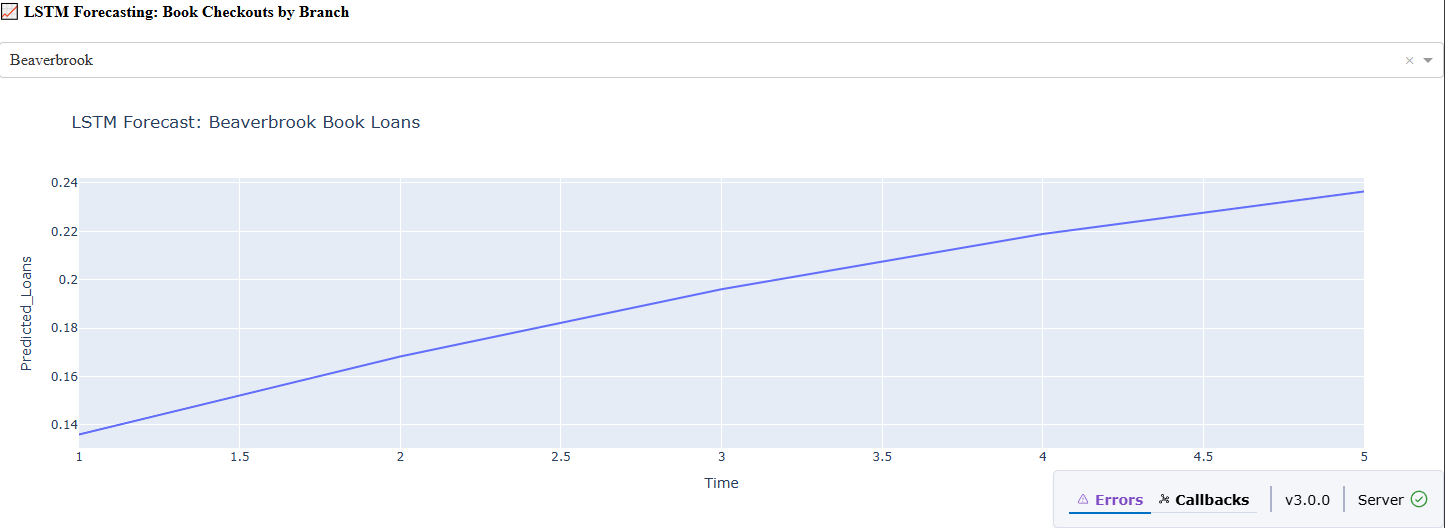 LSTM Forecasting: Book Checkouts by Branch
Beaverbrook
LSTM Forecast: Beaverbrook Book Loans
Predicted_Loans
0.24
0.22
0.2
0.18
0.16
0.14
1 1.5 2 2.5 3 3.5 4 4.5 5
Time
Errors Callbacks v3.0.0 Server